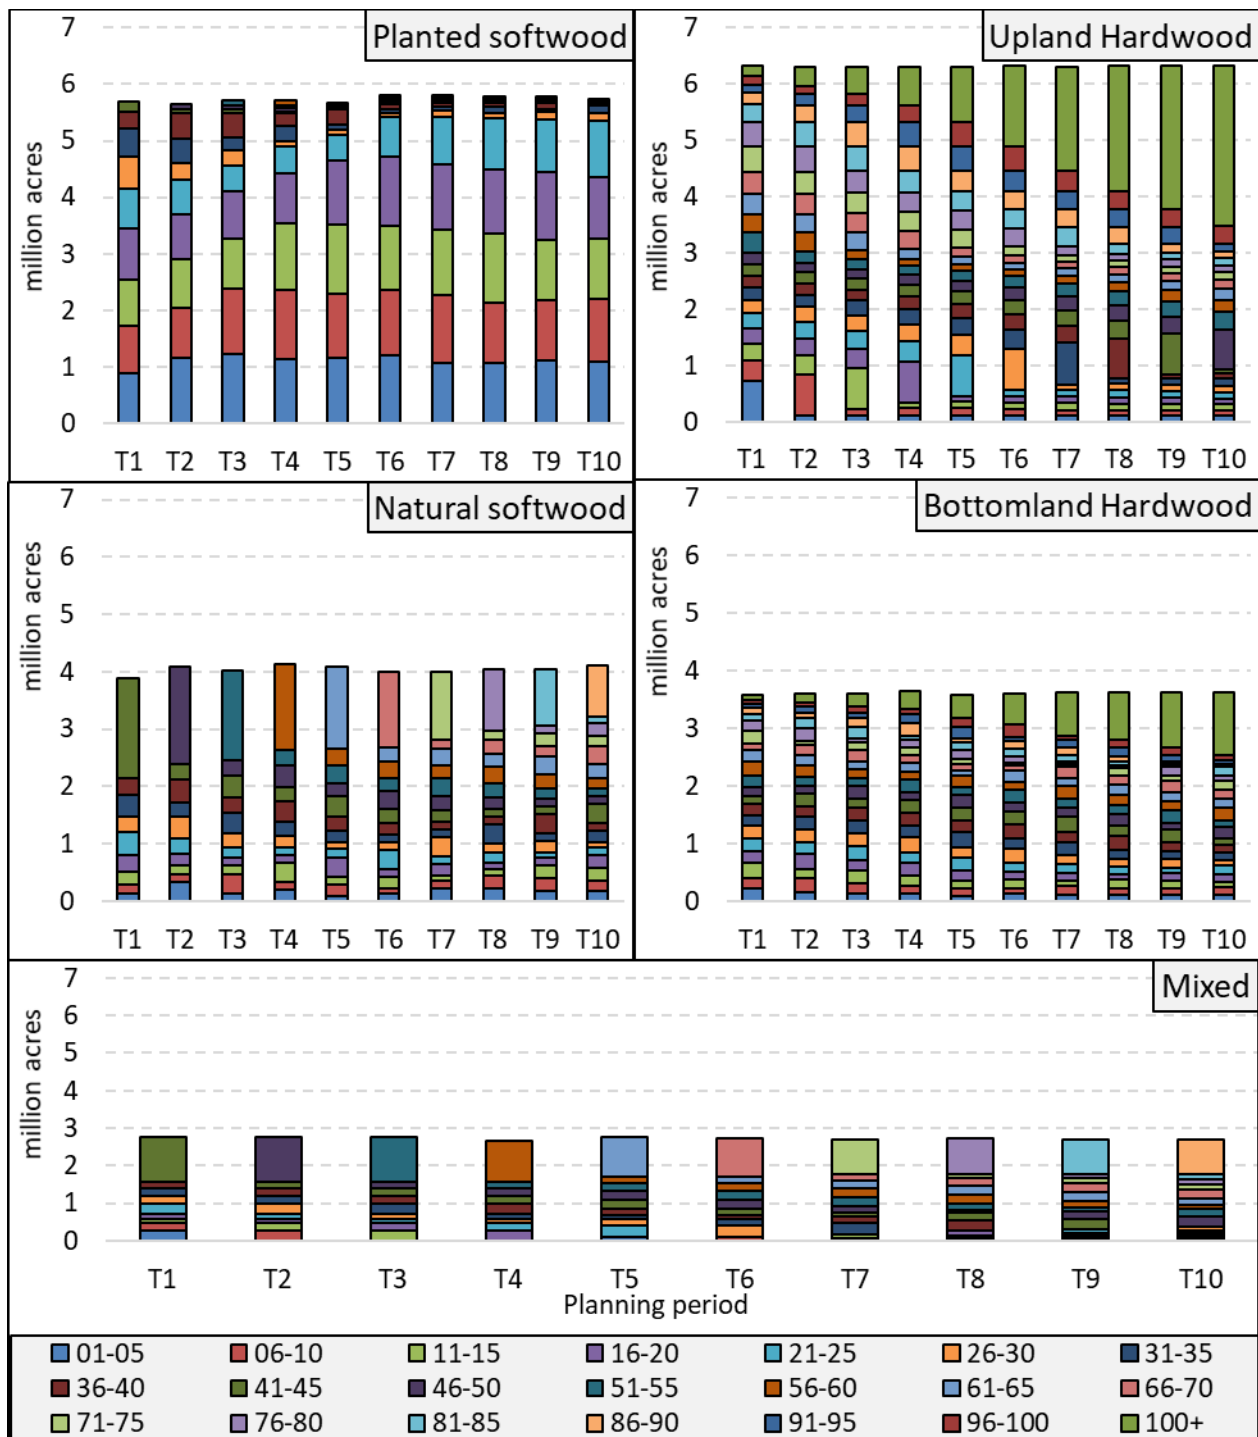 Planted softwood
million acres
7
6
5
4
3
2
1
0
T1 T2 T3 T4 T5 T6 T7 T8 T9 T10
Upland Hardwood
million acres
7
6
5
4
3
2
1
0
T1 T2 T3 T4 T5 T6 T7 T8 T9 T10
Natural softwood
million acres
7
6
5
4
3
2
1
0
T1 T2 T3 T4 T5 T6 T7 T8 T9 T10
Bottomland Hardwood
million acres
7
6
5
4
3
2
1
0
T1 T2 T3 T4 T5 T6 T7 T8 T9 T10
Mixed
million acres
7
6
5
4
3
2
1
0
T1 T2 T3 T4 T5 T6 T7 T8 T9 T10
Planning period
01-05 06-10 11-15 16-20 21-25 26-30 31-35
36-40 41-45 46-50 51-55 56-60 61-65 66-70
71-75 76-80 81-85 86-90 91-95 96-100 100+